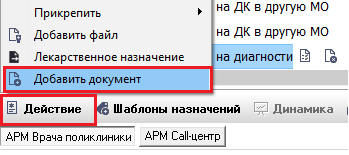 Прикрепить
Добавить файл
Лекарственное назначение
Добавить документ
на ДК в другую МО
на ДК в другую МО
на диагности
Действие
Шаблоны назначений
Динамика
АРМ Врача поликлиники
АРМ Call-центр